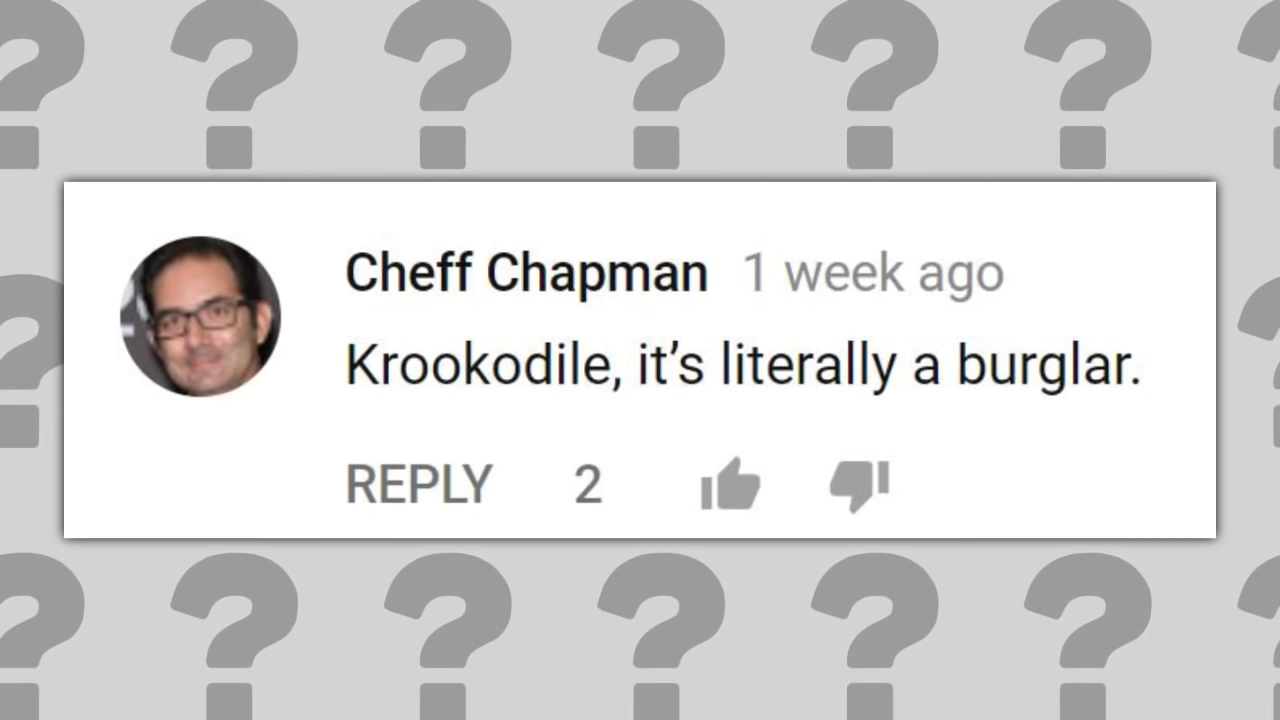 Cheff Chapman 1 week ago
Krookodile, it’s literally a burglar.
REPLY 2